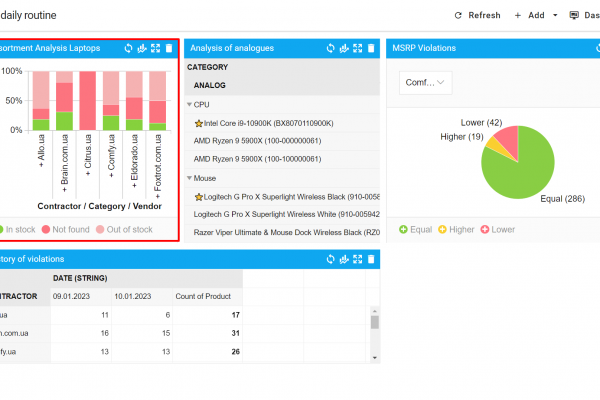 daily routine
Refresh
Add
Das
sortment Analysis Laptops
100%
50%
0%
+ Allo.ua
+ Brain.com.ua
+ Citrus.ua
+ Comfy.ua
+ Eldorado.ua
+ Foxtrot.com.ua
Contractor / Category / Vendor
In stock
Not found
Out of stock
Analysis of analogues
CATEGORY
ANALOG
CPU
Intel Core i9-10900K (BX8070110900K)
AMD Ryzen 9 5900X (100-000000061)
AMD Ryzen 9 5900X (100-100000061)
Mouse
Logitech G Pro X Superlight Wireless Black (910-0058
Logitech G Pro X Superlight Wireless White (910-005942
Razer Viper Ultimate & Mouse Dock Wireless Black (RZ0
MSRP Violations
Comf...
Lower (42)
Higher (19)
Equal (286)
Equal
Higher
Lower
tory of violations
DATE (STRING)
NTRACTOR
09.01.2023
10.01.2023
Count of Product
.ua
11
6
17
n.com.ua
16
15
31
fy.ua
13
13
26